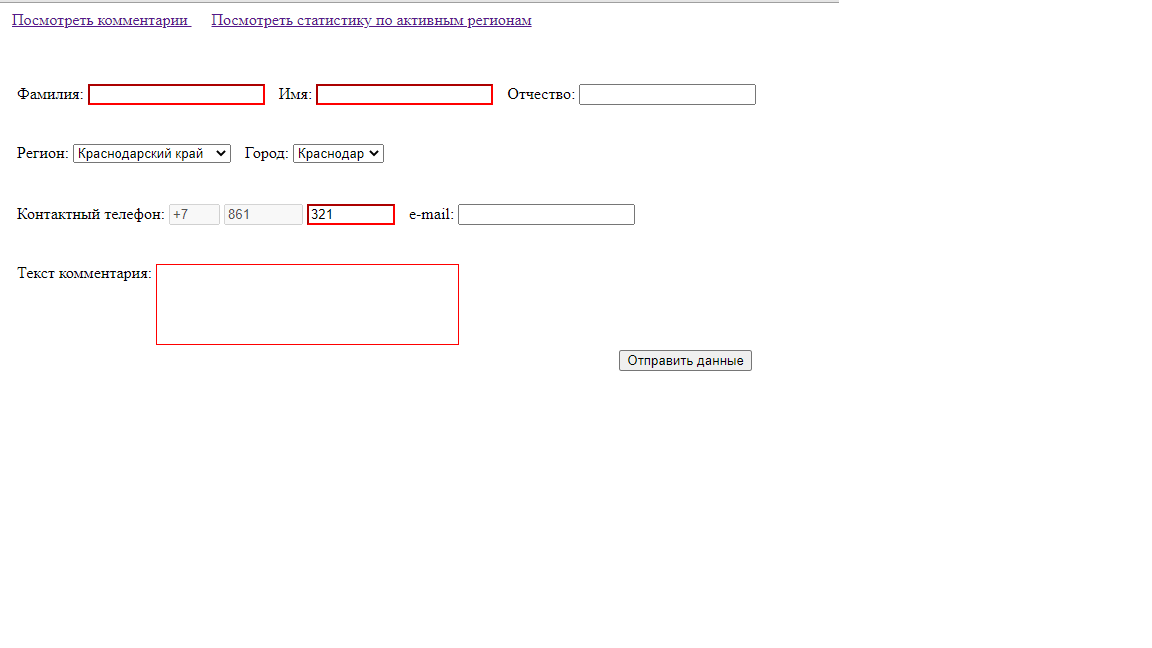 Посмотреть комментарии Посмотреть статистику по активным регионам
Фамилия: Имя: Отчество:
Регион: Краснодарский край Город: Краснодар
Контактный телефон: +7 861 321 e-mail:
Текст комментария:
Отправить данные